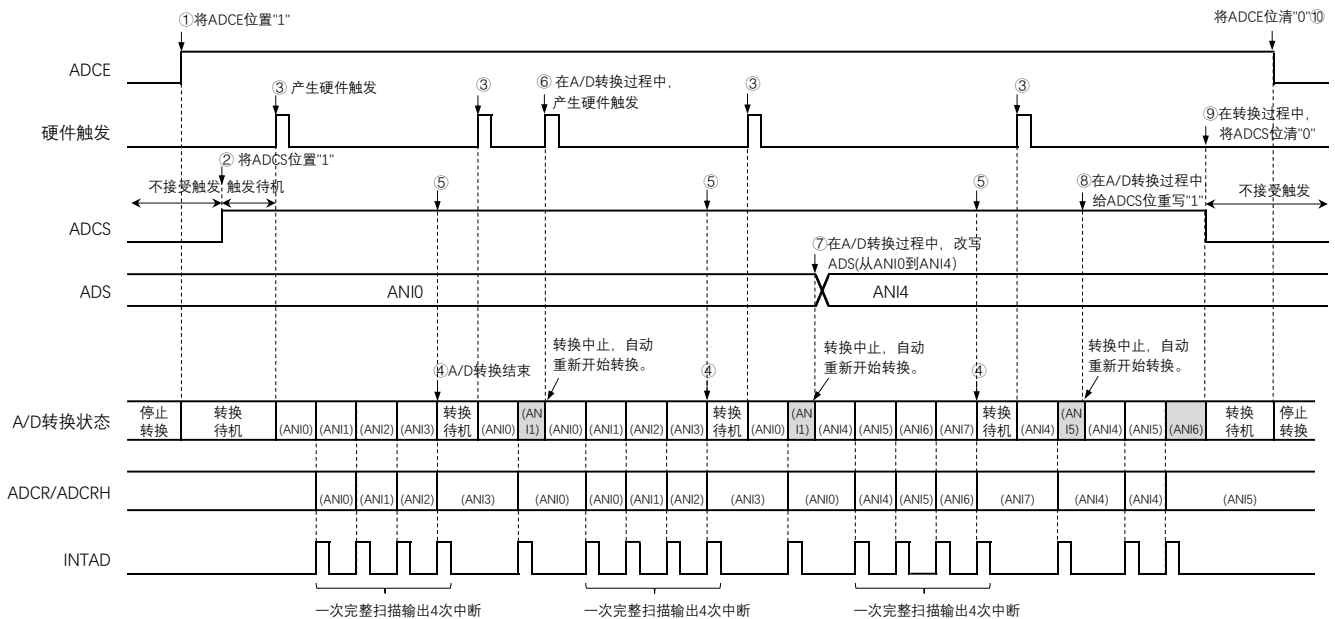 ①将ADCE位置"1"
将ADCE位清"0"⑩
ADCE
③ 产生硬件触发
③
⑥ 在A/D转换过程中，
产生硬件触发
③
③
⑨在转换过程中，
将ADCS位清"0"
硬件触发
② 将ADCS位置"1"
不接受触发
触发待机
⑤
⑤
⑤
⑧在A/D转换过程中
给ADCS位重写"1"
不接受触发
ADCS
⑦在A/D转换过程中，改写
ADS(从ANI0到ANI4）
ADS
ANI0
ANI4
④A/D转换结束
转换中止，自动
重新开始转换。
④
转换中止，自动
重新开始转换。
④
转换中止，自动
重新开始转换。
A/D转换状态
停止
转换
转换
待机
(ANI0)
(ANI1)
(ANI2)
(ANI3)
转换
待机
(ANI0)
(AN
I1)
(ANI0)
(ANI1)
(ANI2)
(ANI3)
转换
待机
(ANI0)
(AN
I1)
(ANI4)
(ANI5)
(ANI6)
(ANI7)
转换
待机
(ANI4)
(AN
I5)
(ANI4)
(ANI5)
(ANI6)
转换
待机
停止
转换
ADCR/ADCRH
(ANI0)
(ANI1)
(ANI2)
(ANI3)
(ANI0)
(ANI0)
(ANI1)
(ANI2)
(ANI3)
(ANI0)
(ANI4)
(ANI5)
(ANI6)
(ANI7)
(ANI4)
(ANI4)
(ANI5)
INTAD
一次完整扫描输出4次中断
一次完整扫描输出4次中断
一次完整扫描输出4次中断